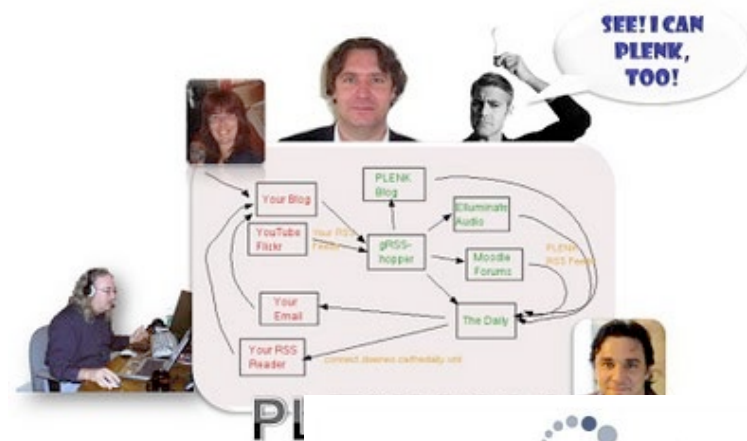 SEE! I CAN
PLENK,
TOO!
PLENK
Blog
Your Blog
Elluminate
Audio
YouTube
Flickr
Your RSS
Feeds
gRSS-
hopper
PLENK
RSS Feeds
Moodle
Forums
Your
Email
The Daily
Your RSS
Reader